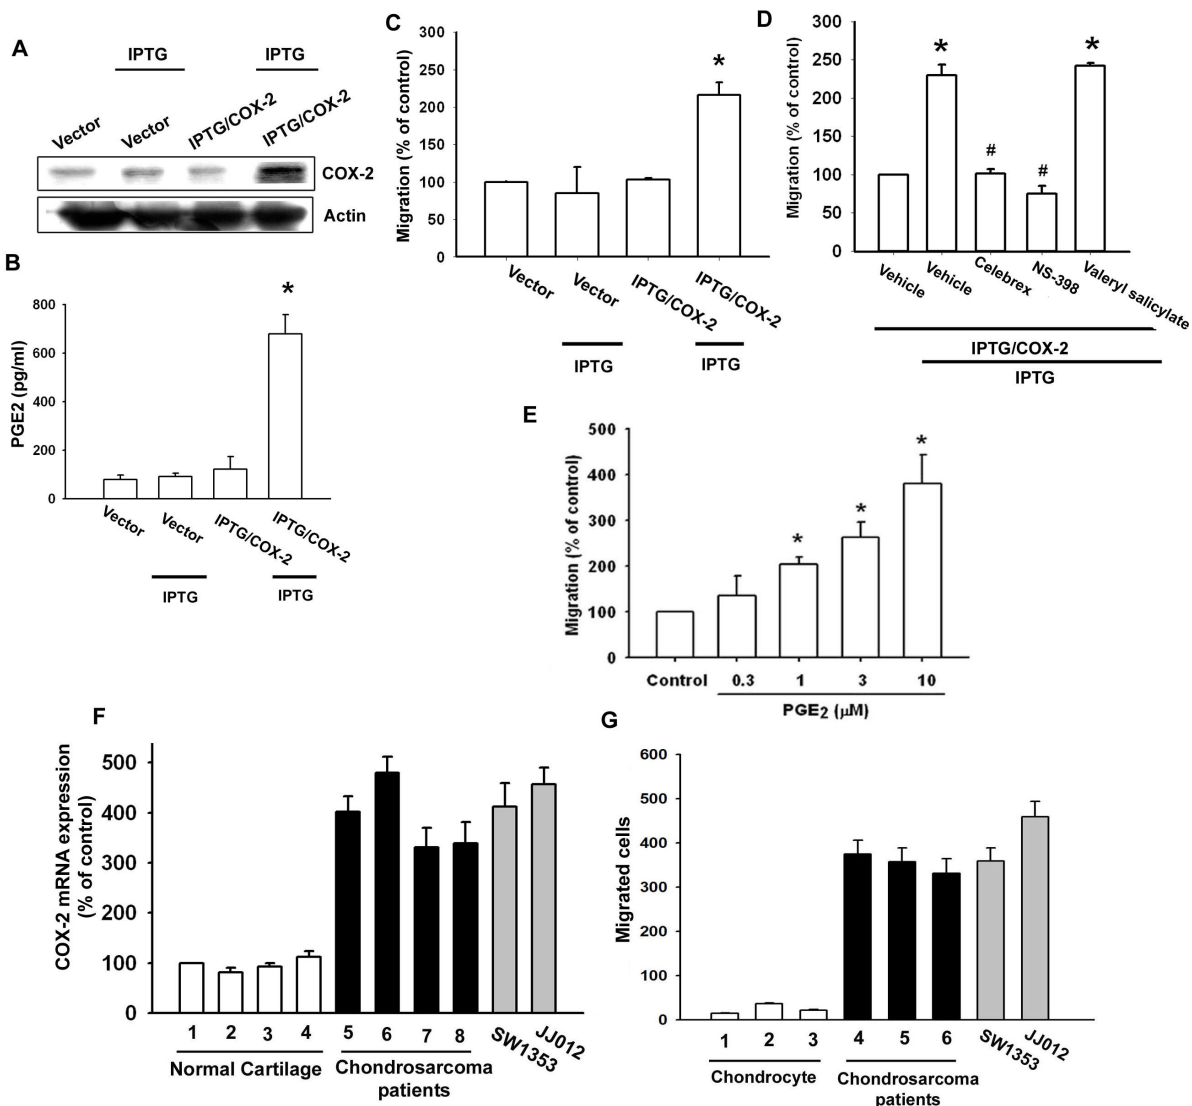 A
IPTG
IPTG
Vector
Vector
IPTG/COX-2
IPTG/COX-2
COX-2
Actin
B
PGE2 (pg/ml)
800
600
400
200
0
*
Vector
Vector
IPTG/COX-2
IPTG/COX-2
IPTG
IPTG
C
Migration (% of control)
300
250
200
150
100
50
0
*
Vector
Vector
IPTG/COX-2
IPTG/COX-2
IPTG
IPTG
D
Migration (% of control)
300
250
200
150
100
50
0
*
#
#
*
Vehicle
Vehicle
Celebrex
NS-398
Valeryl salicylate
IPTG/COX-2
IPTG
E
Migration (% of control)
500
400
300
200
100
0
*
*
*
Control 0.3 1 3 10
PGE2 (μM)
F
COX-2 mRNA expression
(% of control)
500
400
300
200
100
0
1 2 3 4 5 6 7 8 SW1353 JJ012
Normal Cartilage
Chondrosarcoma
patients
G
Migrated cells
600
500
400
300
200
100
0
1 2 3 4 5 6 SW1353 JJ012
Chondrocyte
Chondrosarcoma
patients